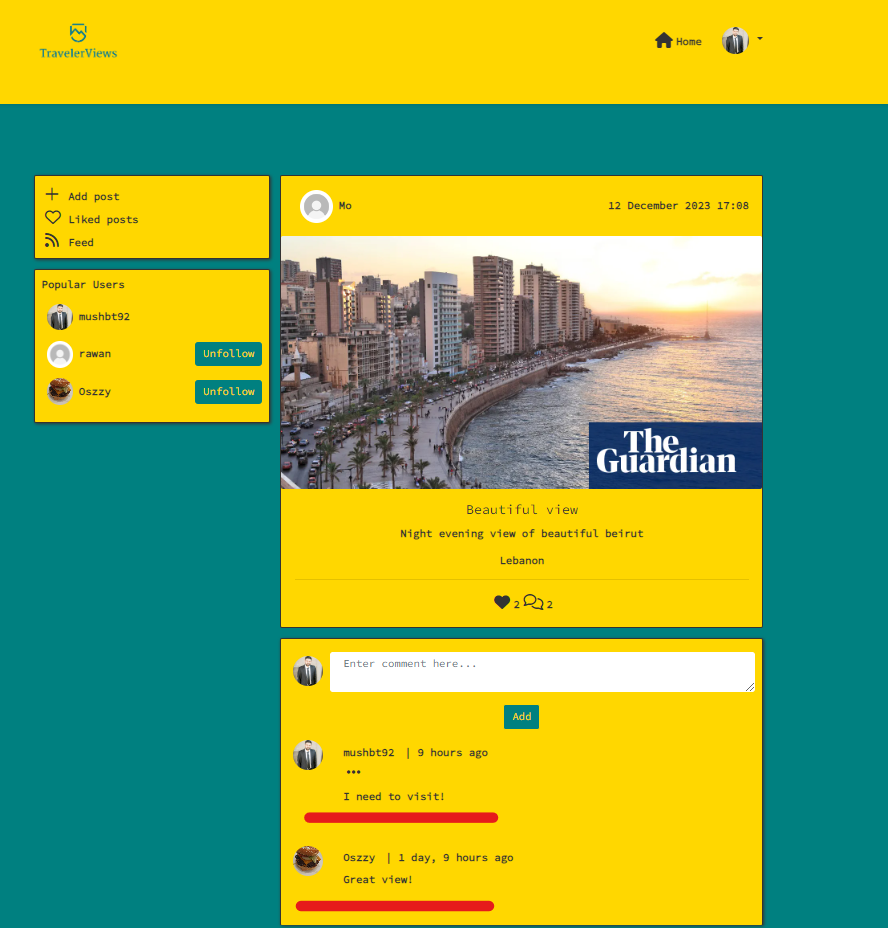 TravelerViews
Home
Add post
Liked posts
Feed
Popular Users
mushbt92
rawan
Unfollow
Oszzy
Unfollow
Mo
12 December 2023 17:08
The
Guardian
Beautiful view
Night evening view of beautiful beirut
Lebanon
2 2
Enter comment here...
Add
mushbt92 | 9 hours ago
•••
I need to visit!
Oszzy | 1 day, 9 hours ago
Great view!